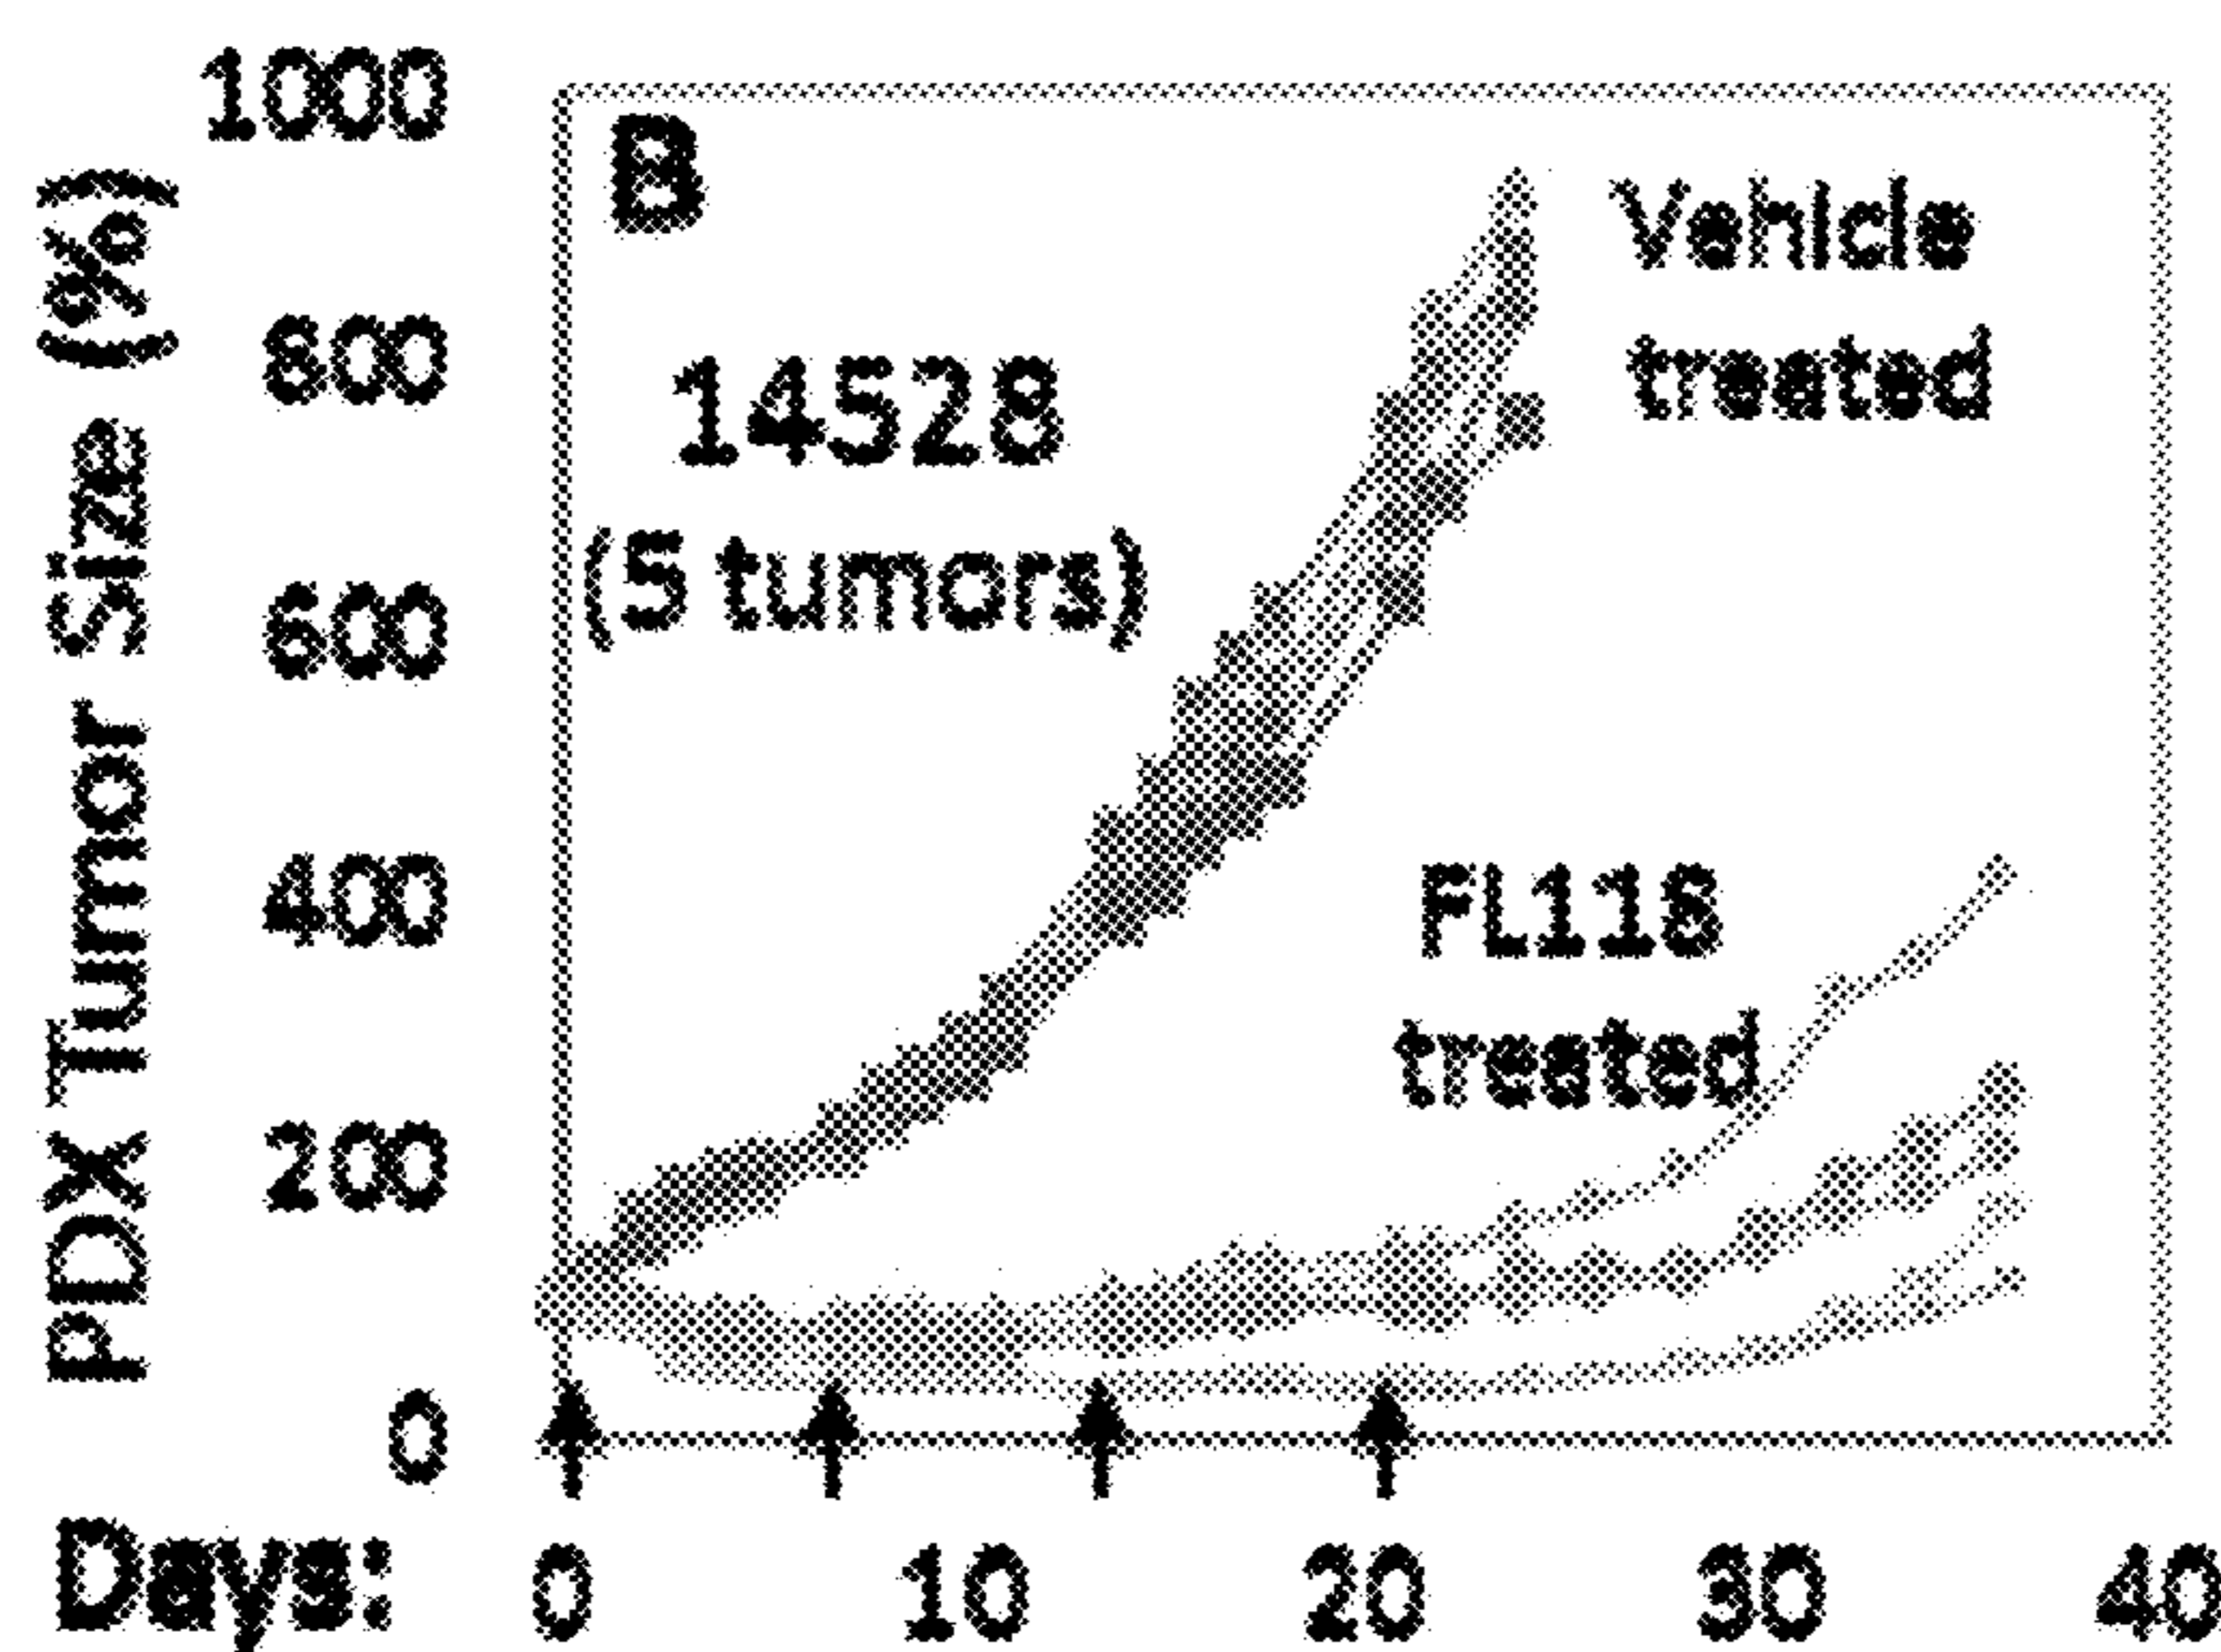 PDX Tumor Size (%)
1000
800
600
400
200
0
B
14528
(5 tumors)
Vehicle
treated
FL118
treated
Days: 0 10 20 30 40